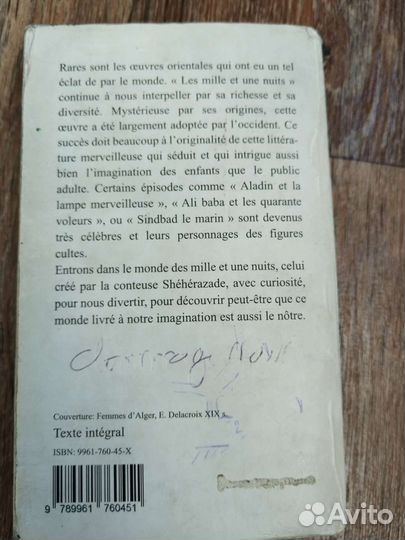 Rares sont les œuvres orientales qui ont eu un tel
éclat de par le monde. « Les mille et une nuits »
continue à nous interpeller par sa richesse et sa
diversité. Mystérieuse par ses origines, cette
œuvre a été largement adoptée par l'occident. Ce
succès doit beaucoup à l'originalité de cette littéra-
ture merveilleuse qui séduit et qui intrigue aussi
bien l'imagination des enfants que le public
adulte. Certains épisodes comme « Aladin et la
lampe merveilleuse », « Ali baba et les quarante
voleurs », ou « Sindbad le marin » sont devenus
très célèbres et leurs personnages des figures
cultes.
Entrons dans le monde des mille et une nuits, celui
créé par la conteuse Shéhérazade, avec curiosité,
pour nous divertir, pour découvrir peut-être que ce
monde livré à notre imagination est aussi le nôtre.
Couverture: Femmes d'Alger, E. Delacroix XIX
Texte intégral
ISBN: 9961-760-45-X
9 789961 760451
Avito